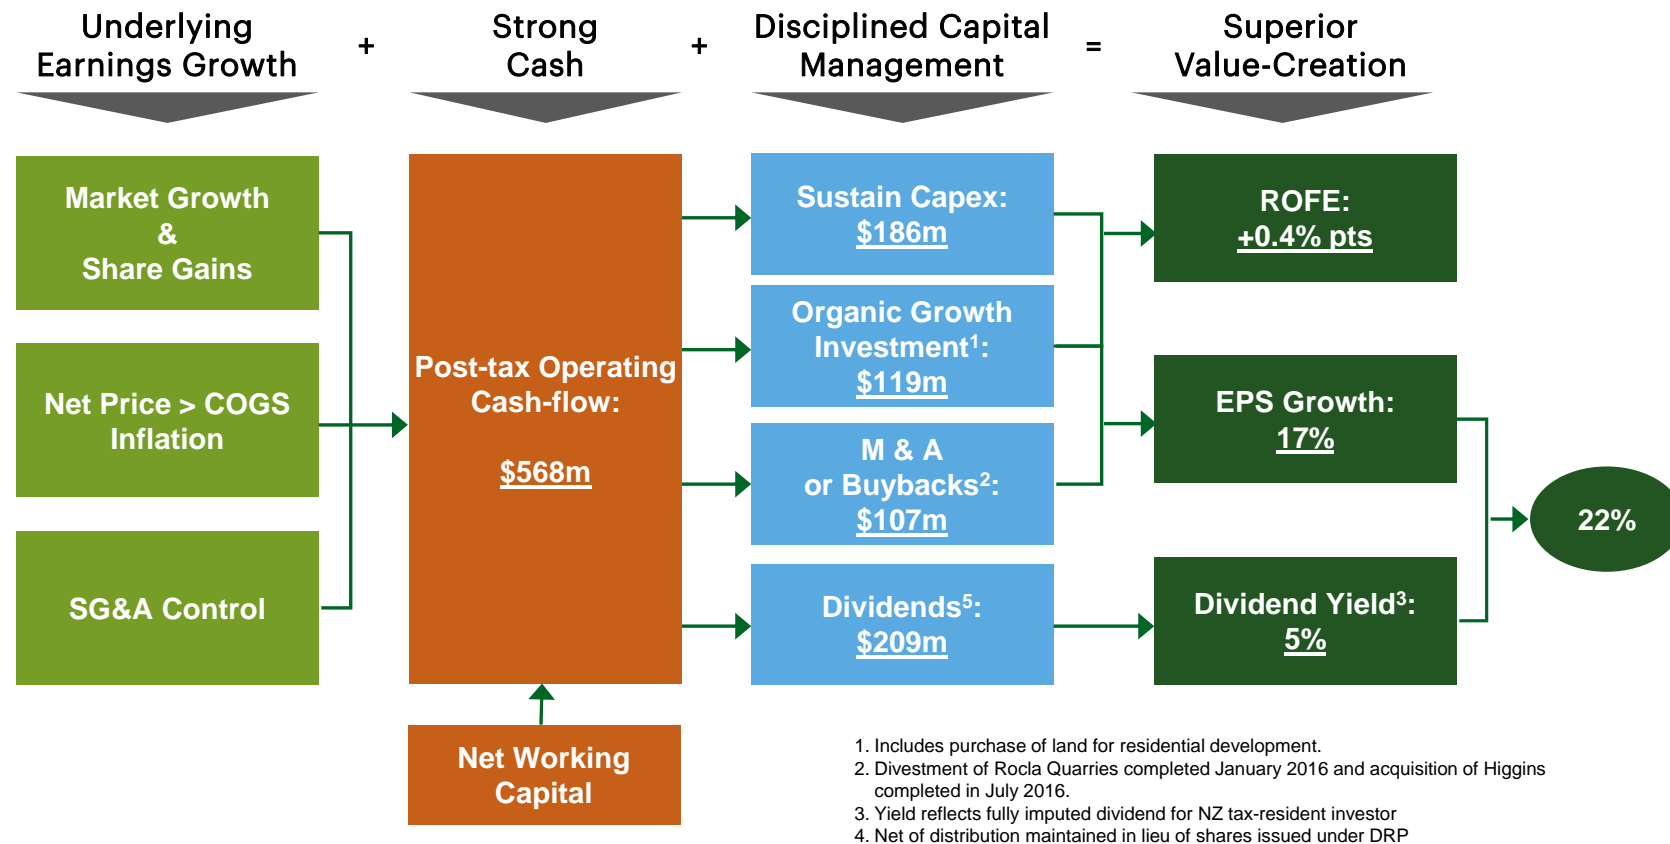 Underlying
Earnings Growth
+
Strong
Cash
+
Disciplined Capital
Management
=
Superior
Value-Creation
Market Growth
&
Share Gains
Net Price > COGS
Inflation
SG&A Control
Post-tax Operating
Cash-flow:
$568m
Net Working
Capital
Sustain Capex:
$186m
Organic Growth
Investment¹:
$119m
M & A
or Buybacks²:
$107m
Dividends⁵:
$209m
ROFE:
+0.4% pts
EPS Growth:
17%
Dividend Yield³:
5%
22%
1. Includes purchase of land for residential development.
2. Divestment of Rocla Quarries completed January 2016 and acquisition of Higgins
completed in July 2016.
3. Yield reflects fully imputed dividend for NZ tax-resident investor
4. Net of distribution maintained in lieu of shares issued under DRP